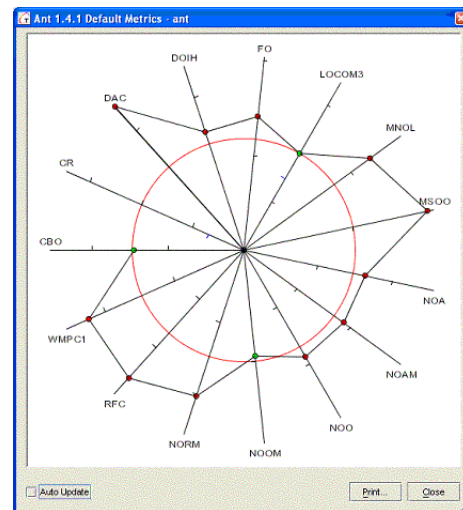 Ant 1.4.1 Default Metrics - ant
FO
DOIH
LOCOM3
DAC
MNOL
CR
MSOO
CBO
NOA
WMPC1
NOAM
RFC
NOO
NORM
NOOM
Auto Update
Print...
Close